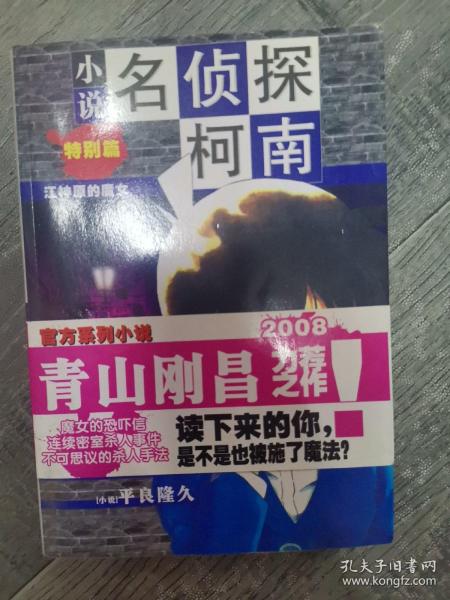 小说
名侦探
柯南
特别篇
江神原的魔女
官方系列小说
2008
青山刚昌
力荐
之作
!
魔女的恐吓信
连续密室杀人事件
不可思议的杀人手法
读下来的你，
是不是也被施了魔法?
[小说]平良隆久
孔夫子旧书网
www.kongfz.com